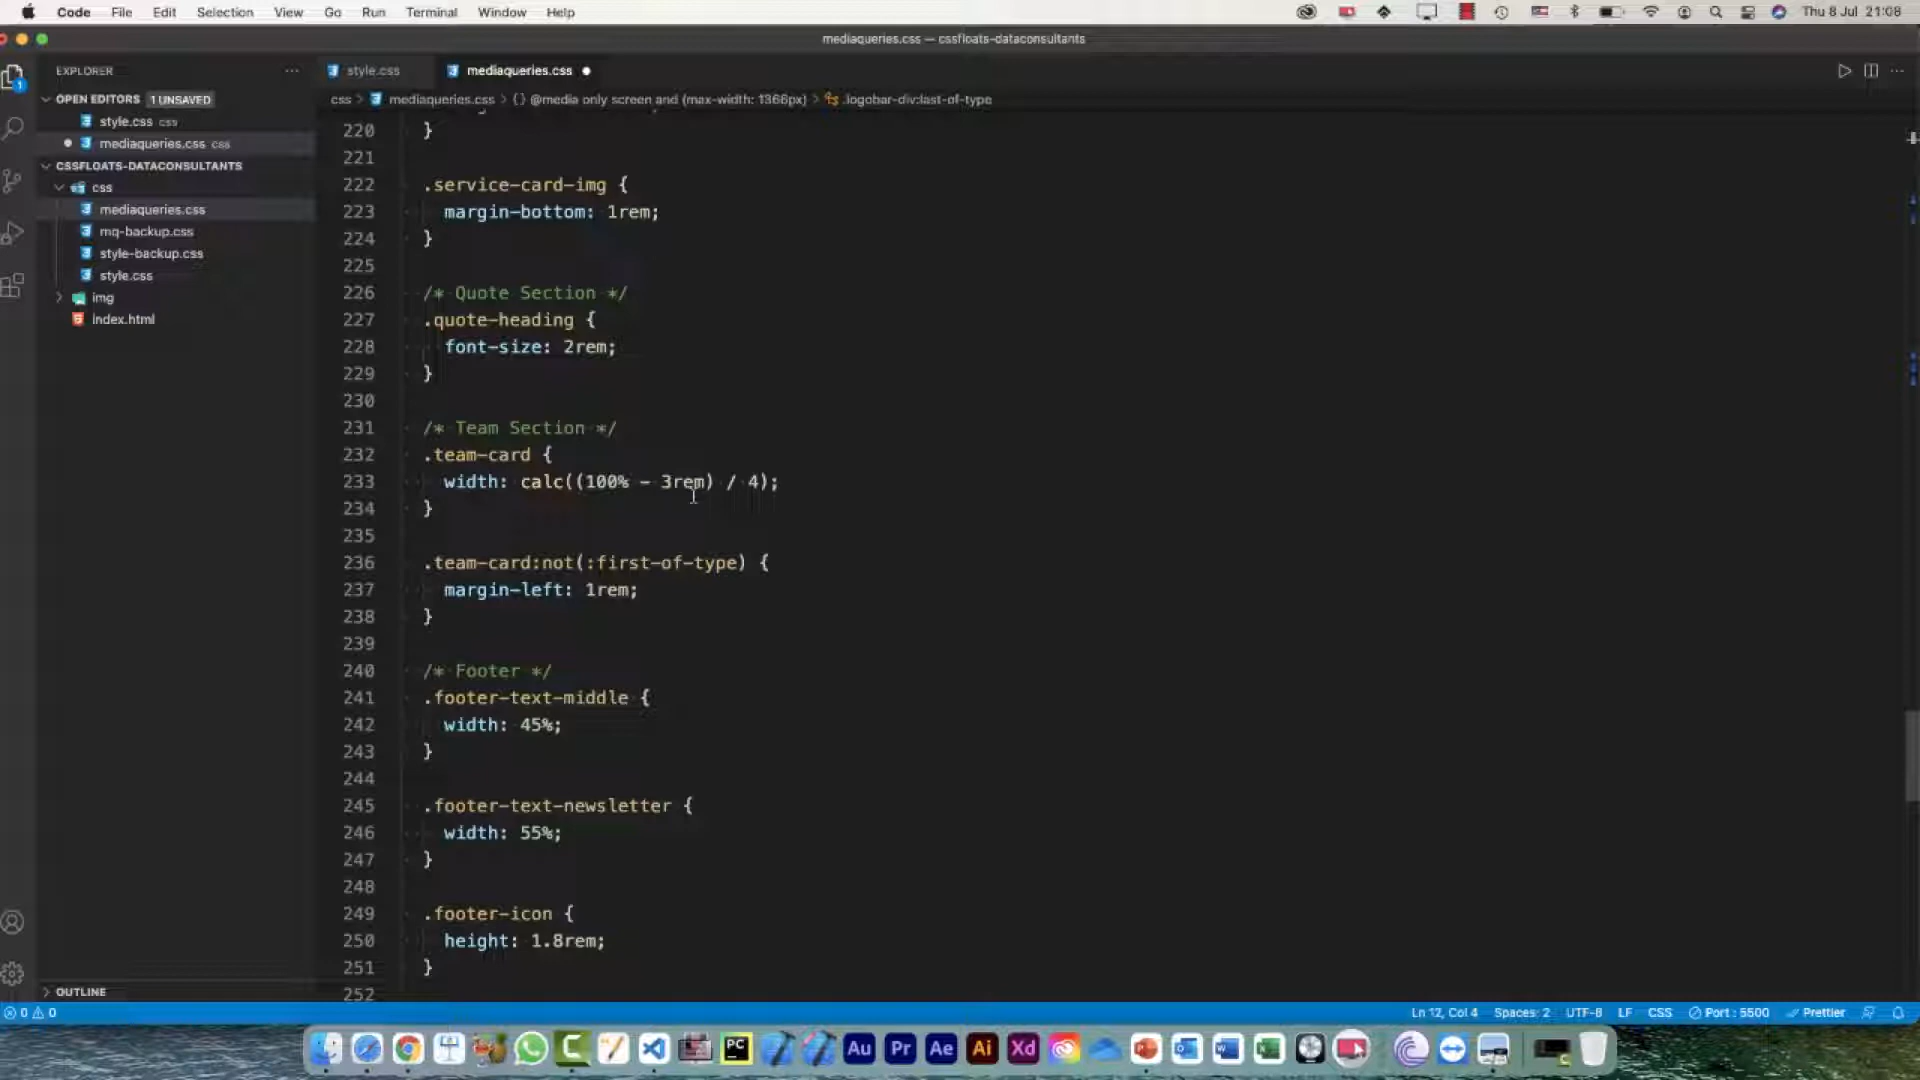 Code File Edit Selection View Go Run Terminal Window Help Thu 8 Jul 21:08
mediaqueries.css — cssfloats-dataconsultants
EXPLORER
style.css
mediaqueries.css
OPEN EDITORS 1 UNSAVED
css > mediaqueries.css > {} @media only screen and (max-width: 1366px) > .logobar-div:last-of-type
style.css css
mediaqueries.css css
CSSFLOATS-DATACONSULTANTS
css
mediaqueries.css
mq-backup.css
style-backup.css
style.css
img
index.html
220 }
221
222 .service-card-img {
223 margin-bottom: 1rem;
224 }
225
226 /* Quote Section */
227 .quote-heading {
228 font-size: 2rem;
229 }
230
231 /* Team Section */
232 .team-card {
233 width: calc((100% - 3rem) / 4);
234 }
235
236 .team-card:not(:first-of-type) {
237 margin-left: 1rem;
238 }
239
240 /* Footer */
241 .footer-text-middle {
242 width: 45%;
243 }
244
245 .footer-text-newsletter {
246 width: 55%;
247 }
248
249 .footer-icon {
250 height: 1.8rem;
251 }
252
OUTLINE
0 0 Ln 12, Col 4 Spaces: 2 UTF-8 LF CSS Port : 5500 Prettier
PC Au Pr Ae Ai Xd